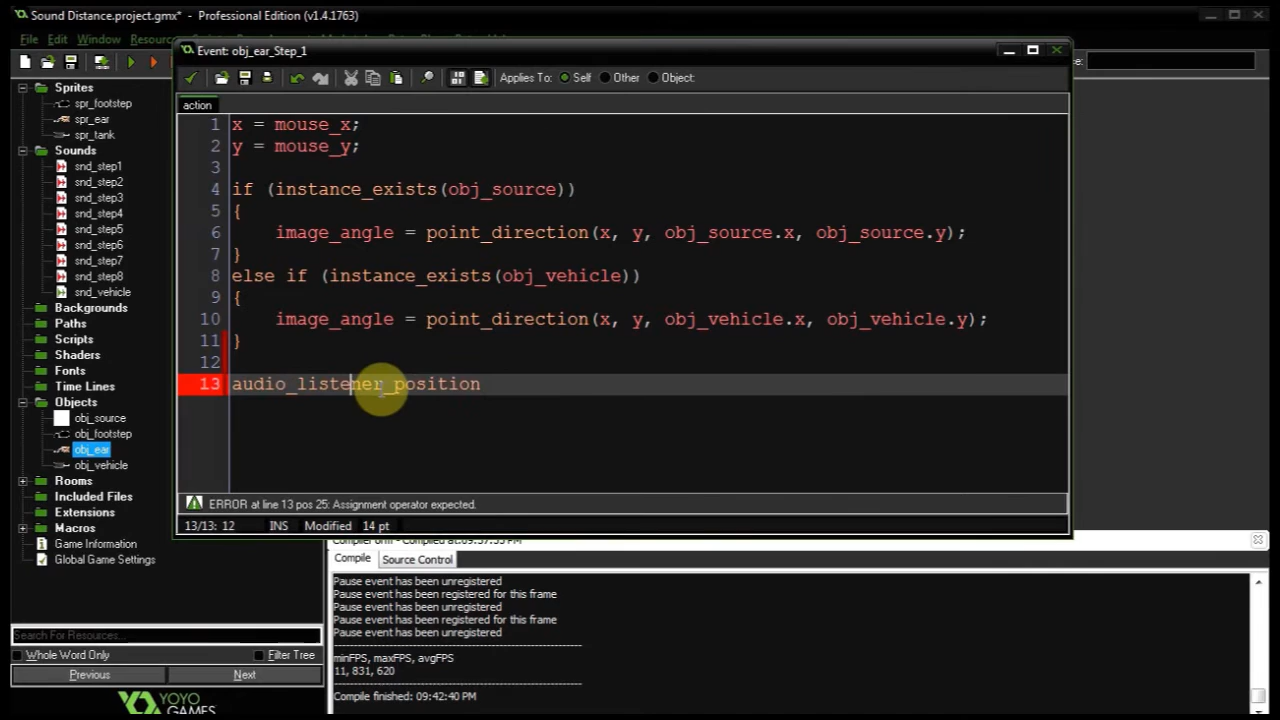 Sound Distance.project.gmx* - Professional Edition (v1.4.1763)
File Edit Window Resourc
Event: obj_ear_Step_1
Applies To: Self Other Object:
e:
action
1 x = mouse_x;
2 y = mouse_y;
3
4 if (instance_exists(obj_source))
5 {
6 image_angle = point_direction(x, y, obj_source.x, obj_source.y);
7 }
8 else if (instance_exists(obj_vehicle))
9 {
10 image_angle = point_direction(x, y, obj_vehicle.x, obj_vehicle.y);
11 }
12
13 audio_listener_position
ERROR at line 13 pos 25: Assignment operator expected.
13/13: 12 INS Modified 14 pt
Sprites
spr_footstep
spr_ear
spr_tank
Sounds
snd_step1
snd_step2
snd_step3
snd_step4
snd_step5
snd_step6
snd_step7
snd_step8
snd_vehicle
Backgrounds
Paths
Scripts
Shaders
Fonts
Time Lines
Objects
obj_source
obj_footstep
obj_ear
obj_vehicle
Rooms
Included Files
Extensions
Macros
Game Information
Global Game Settings
Search For Resources...
Whole Word Only Filter Tree
Previous Next
YOYO
GAMES
Compile Source Control
Pause event has been unregistered
Pause event has been registered for this frame
Pause event has been unregistered
Pause event has been registered for this frame
Pause event has been unregistered
minFPS, maxFPS, avgFPS
11, 831, 620
Compile finished: 09:42:40 PM